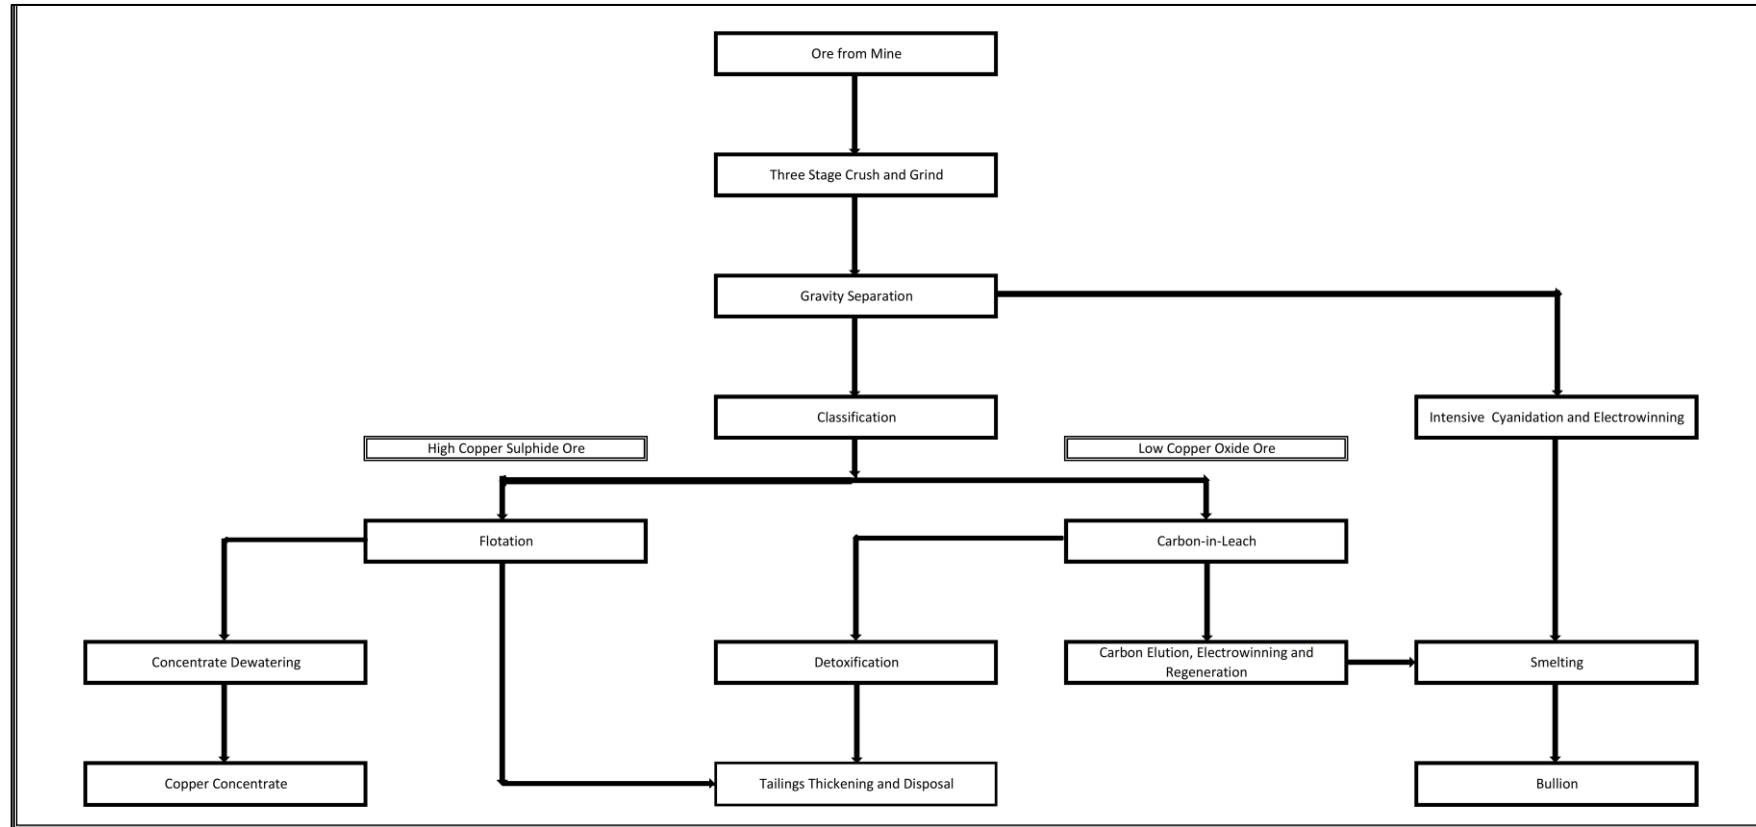 Ore from Mine
Three Stage Crush and Grind
Gravity Separation
Classification
Intensive  Cyanidation and Electrowinning
High Copper Sulphide Ore
Low Copper Oxide Ore
Flotation
Carbon-in-Leach
Concentrate Dewatering
Detoxification
Carbon Elution, Electrowinning and
Regeneration
Smelting
Copper Concentrate
Tailings Thickening and Disposal
Bullion